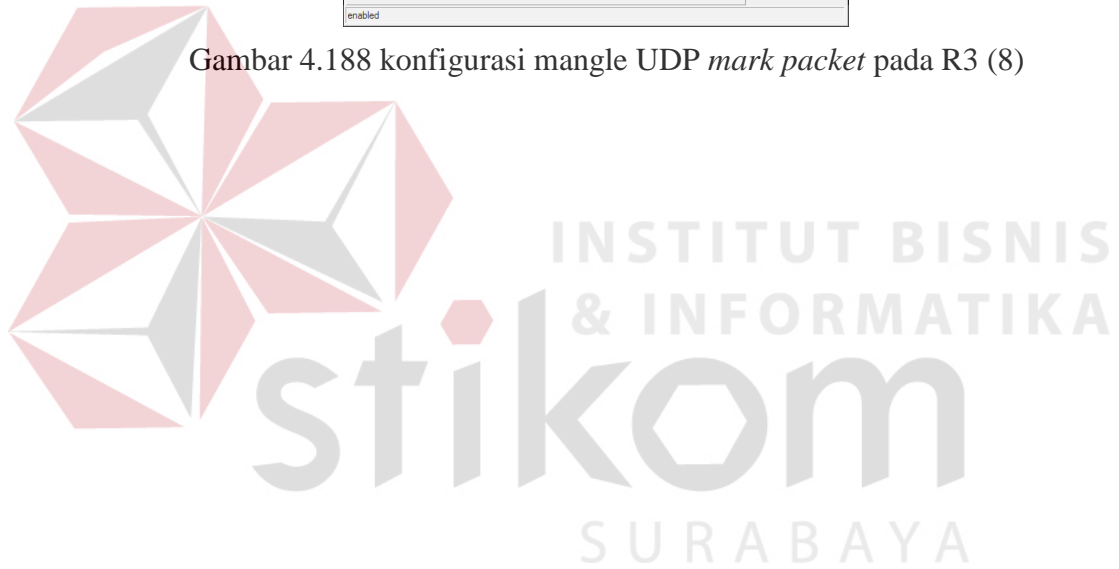 enabled
Gambar 4.188 konfigurasi mangle UDP mark packet pada R3 (8)
INSTITUT BISNIS
& INFORMATIKA
stikom
SURABAYA